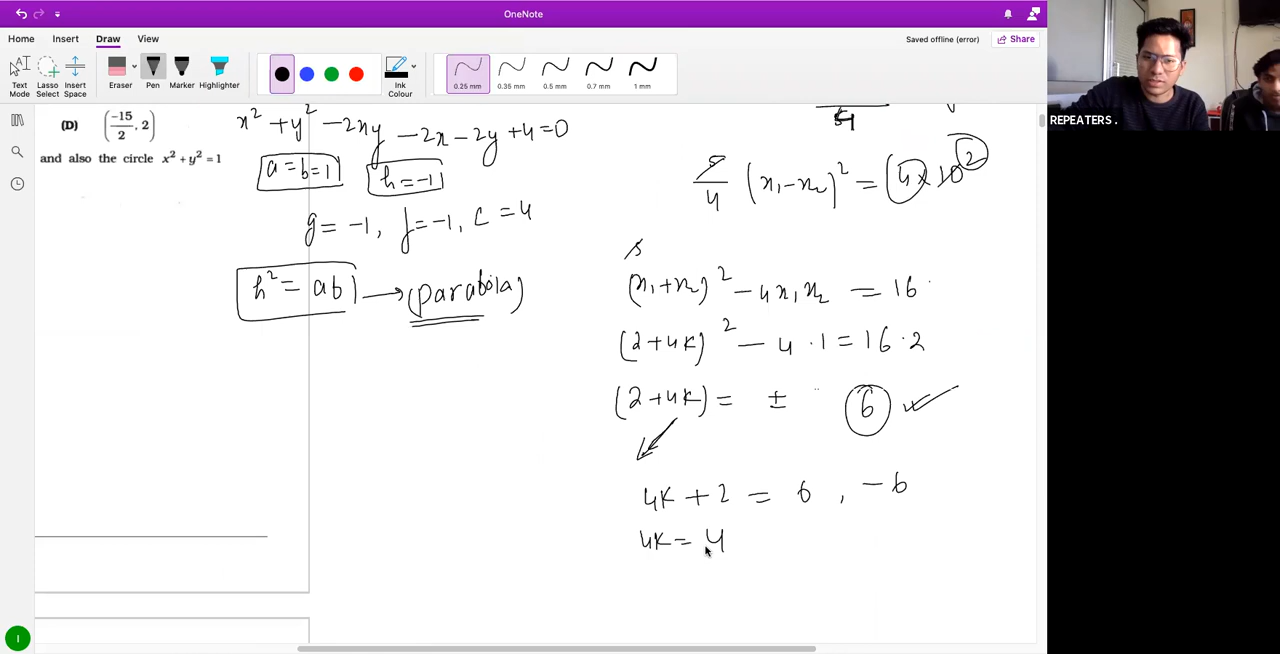 OneNote
Home Insert Draw View
Saved offline (error) Share
Text Mode Lasso Select Insert Space Eraser Pen Marker Highlighter Ink Colour 0.25 mm 0.35 mm 0.5 mm 0.7 mm 1 mm
REPEATERS .
(D) (-15/2, 2)
and also the circle x² + y² = 1
x² + y² - 2xy - 2x - 2y + 4 = 0
a = b = 1 h = -1
g = -1, f = -1, c = 4
h² = ab → (parabola)
5/4 (x₁ - x₂)² = (4 × 10²
(x₁ + x₂)² - 4x₁x₂ = 16
(2 + 4K)² - 4 · 1 = 16 · 2
(2 + 4K) = ± 6
4K + 2 = 6 , - 6
4K = 4
I